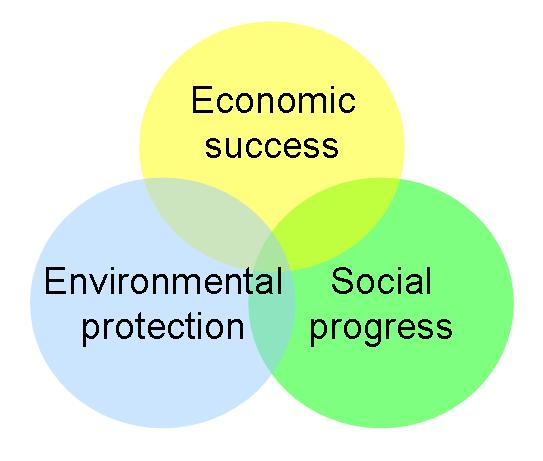 Economic
success
Environmental
protection
Social
progress